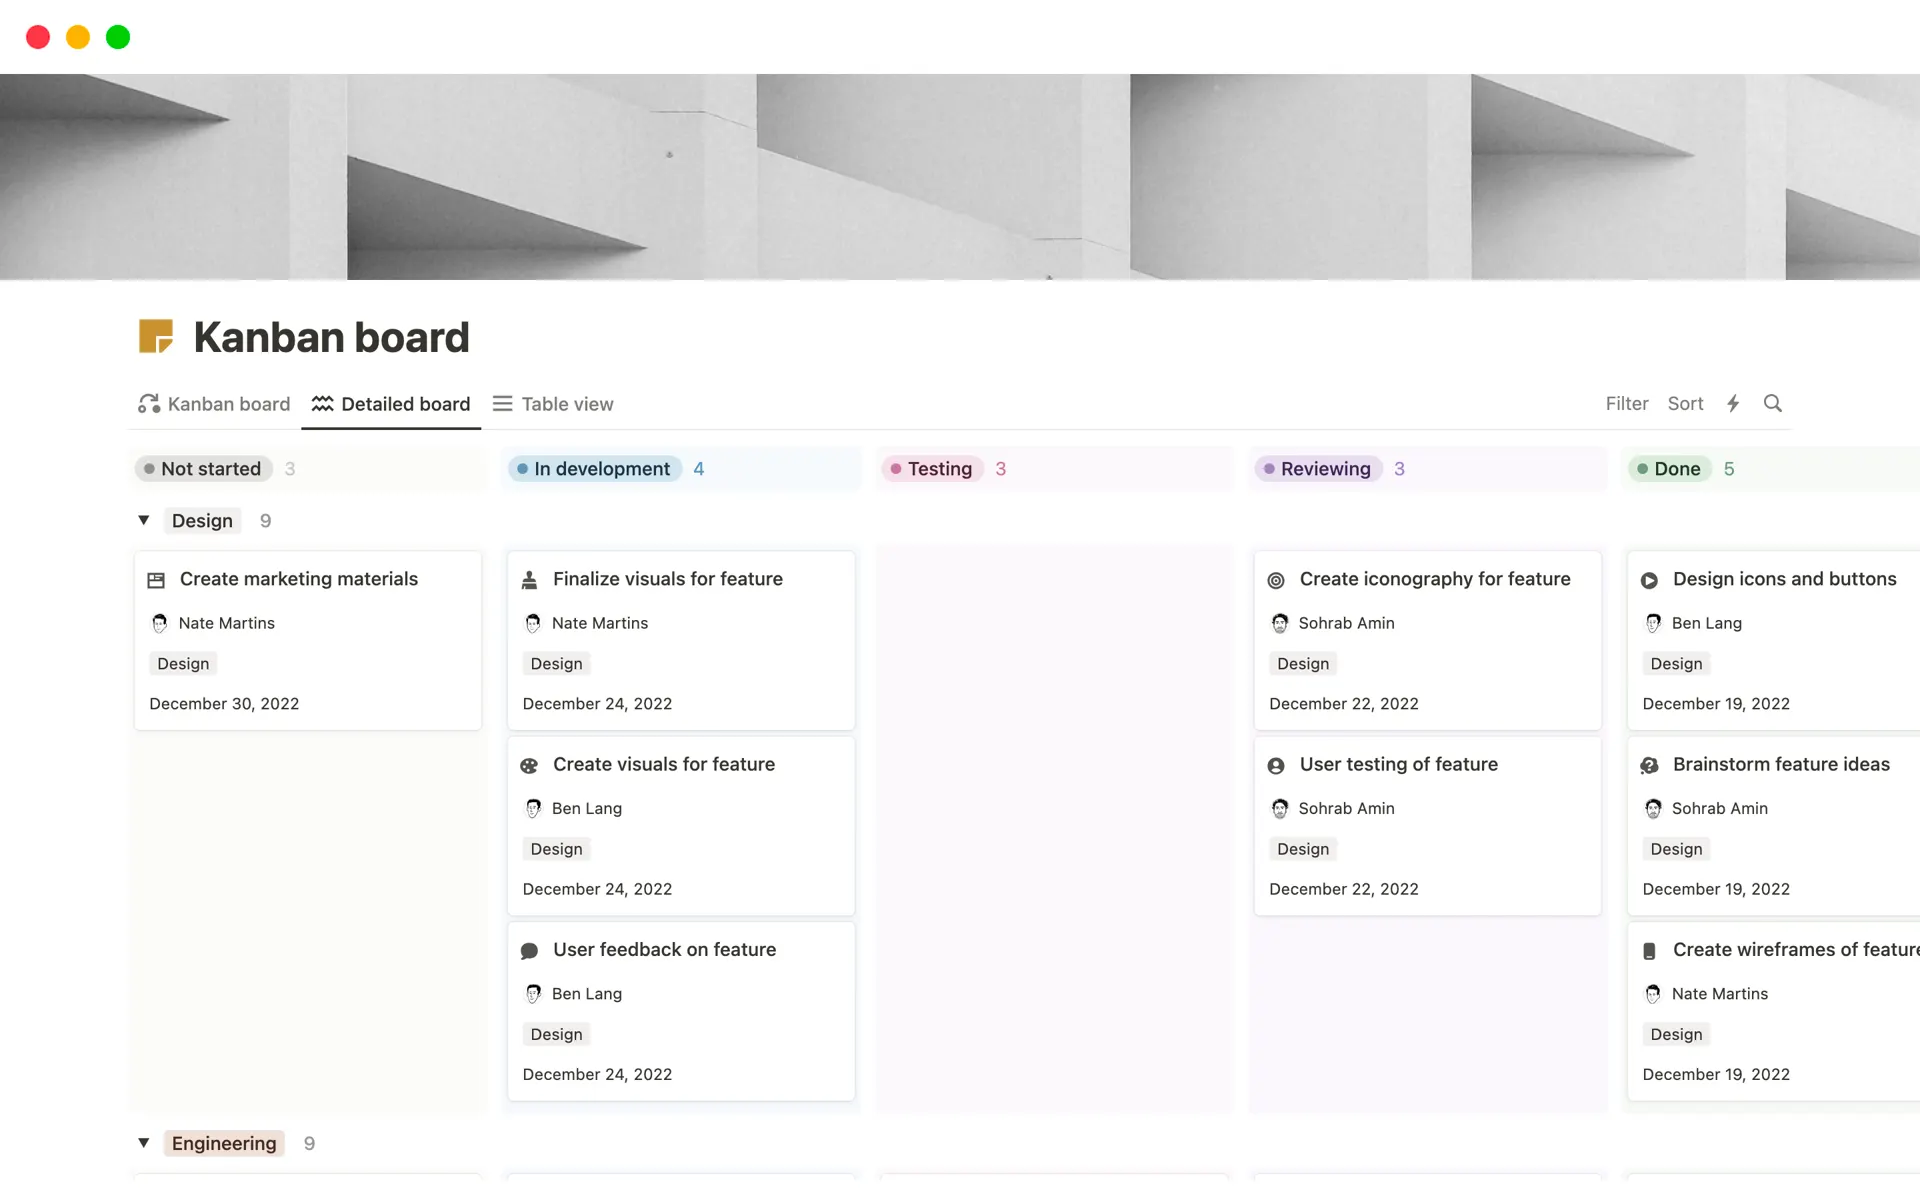 Kanban board
Kanban board Detailed board Table view Filter Sort
Not started 3 In development 4 Testing 3 Reviewing 3 Done 5
Design 9
Create marketing materials
Nate Martins
Design
December 30, 2022
Finalize visuals for feature
Nate Martins
Design
December 24, 2022
Create visuals for feature
Ben Lang
Design
December 24, 2022
User feedback on feature
Ben Lang
Design
December 24, 2022
Create iconography for feature
Sohrab Amin
Design
December 22, 2022
User testing of feature
Sohrab Amin
Design
December 22, 2022
Design icons and buttons
Ben Lang
Design
December 19, 2022
Brainstorm feature ideas
Sohrab Amin
Design
December 19, 2022
Create wireframes of feature
Nate Martins
Design
December 19, 2022
Engineering 9